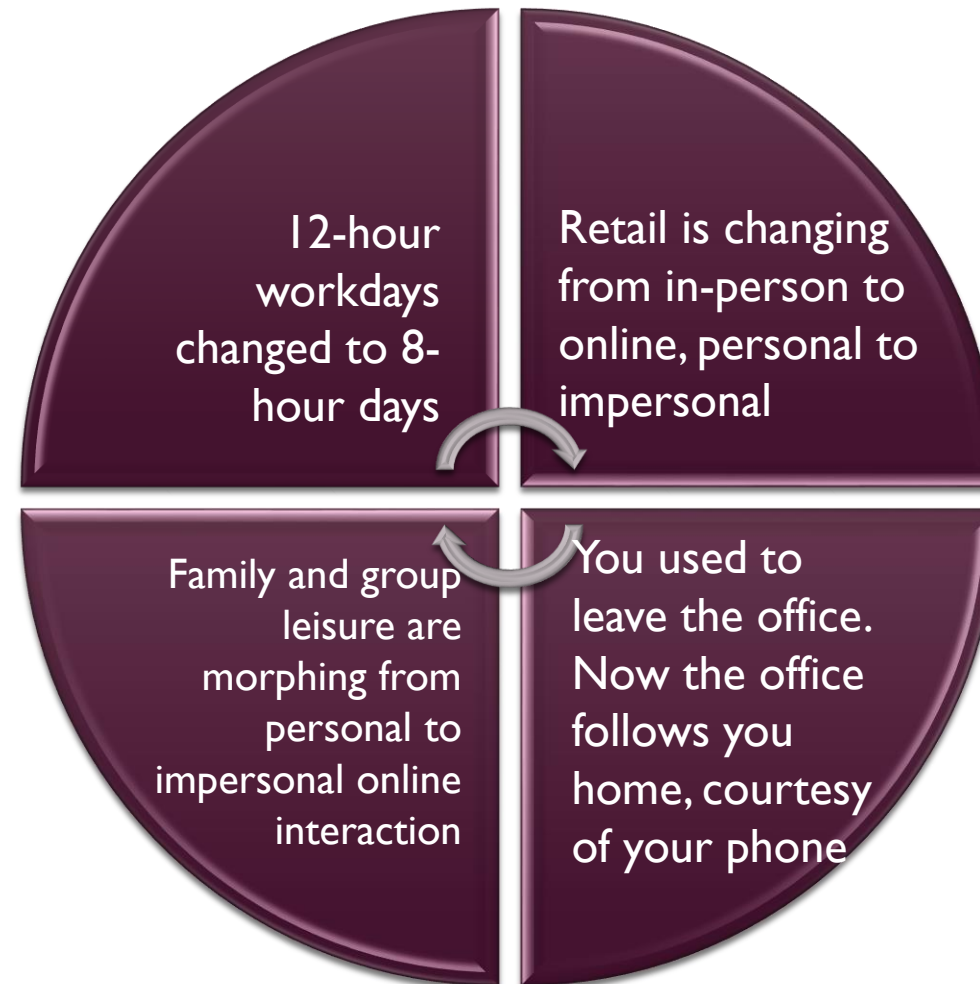 12-hour
workdays
changed to 8-
hour days
Retail is changing
from in-person to
online, personal to
impersonal
Family and group
leisure are
morphing from
personal to
impersonal online
interaction
You used to
leave the office.
Now the office
follows you
home, courtesy
of your phone